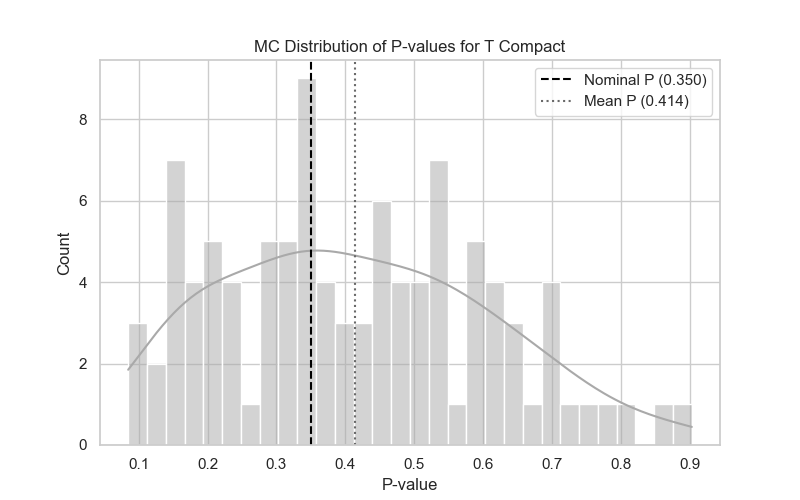 MC Distribution of P-values for T Compact
Nominal P (0.350)
Mean P (0.414)
Count
8
6
4
2
0
0.1 0.2 0.3 0.4 0.5 0.6 0.7 0.8 0.9
P-value